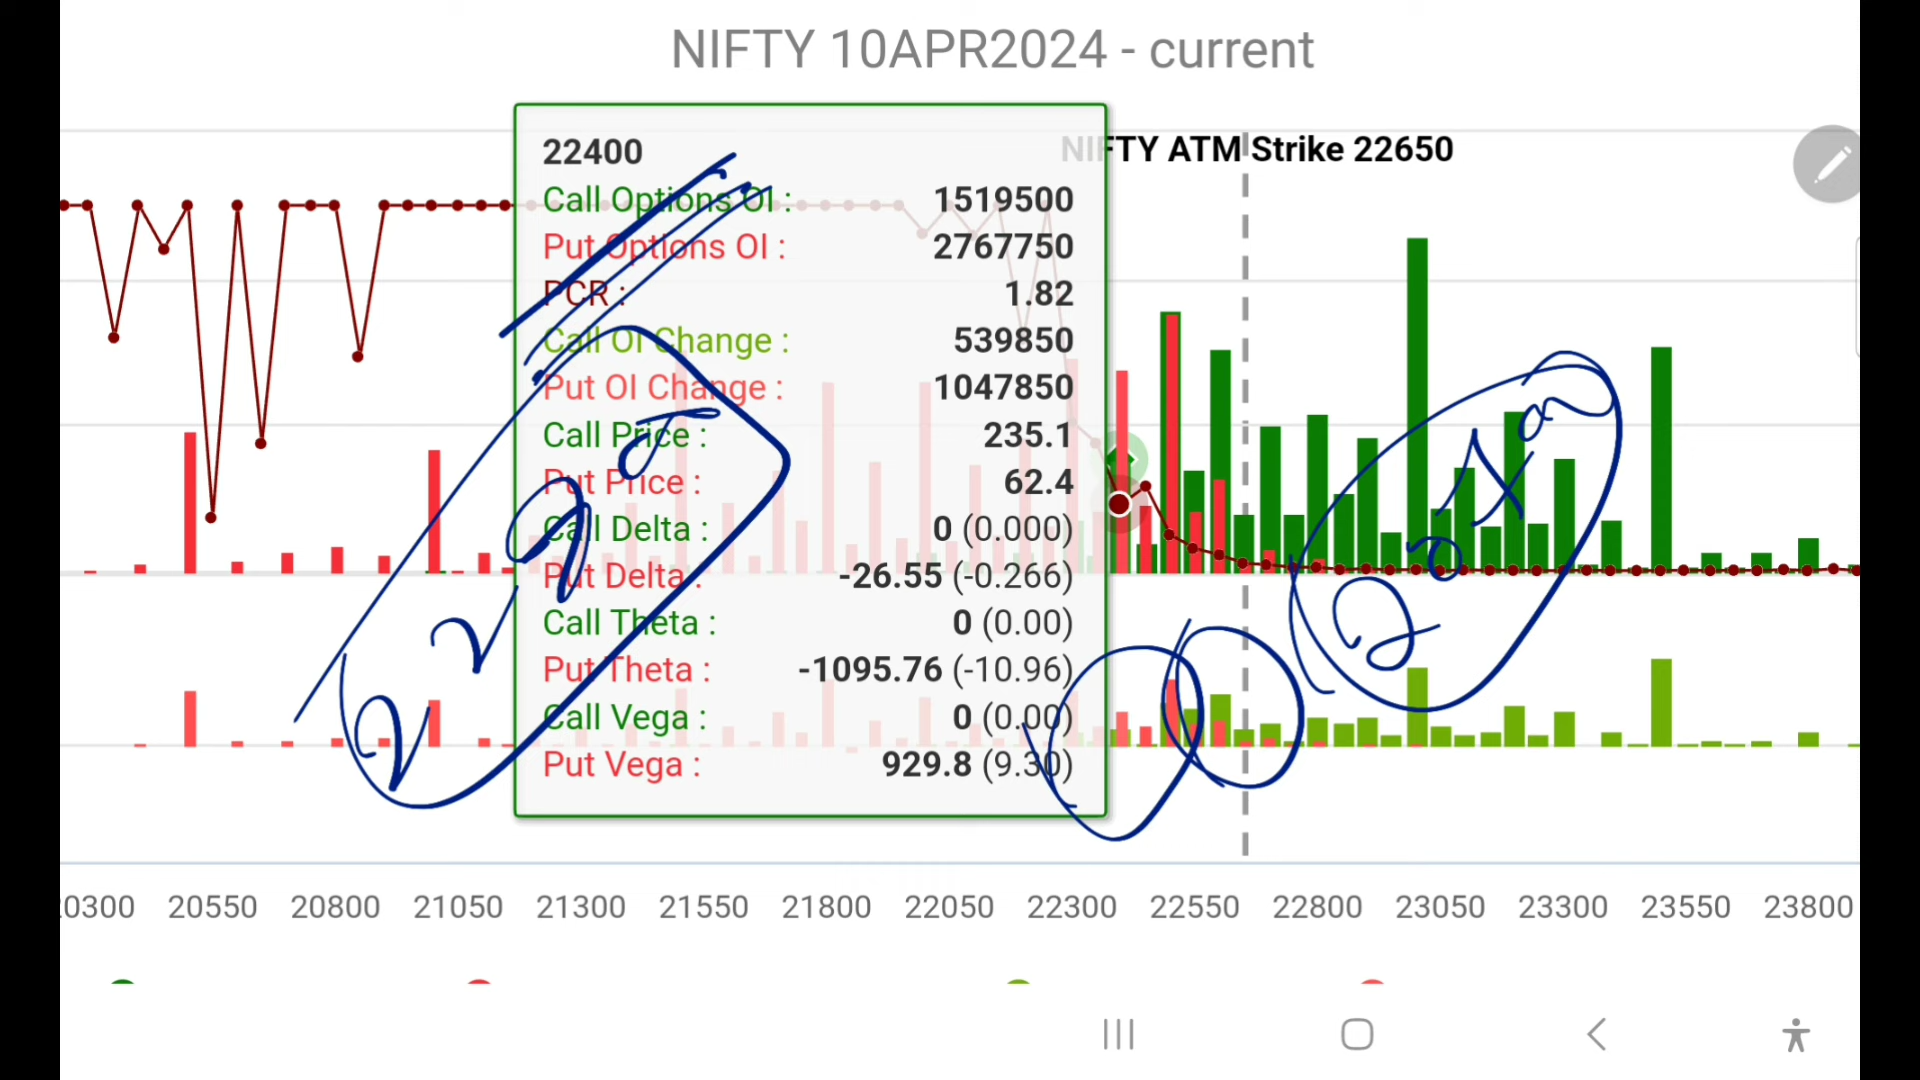 NIFTY 10APR2024 - current
NIFTY ATM Strike 22650
22400
Call Options OI : 1519500
Put Options OI : 2767750
PCR : 1.82
Call OI Change : 539850
Put OI Change : 1047850
Call Price : 235.1
Put Price : 62.4
Call Delta : 0 (0.000)
Put Delta : -26.55 (-0.266)
Call Theta : 0 (0.00)
Put Theta : -1095.76 (-10.96)
Call Vega : 0 (0.00)
Put Vega : 929.8 (9.30)
20300 20550 20800 21050 21300 21550 21800 22050 22300 22550 22800 23050 23300 23550 23800